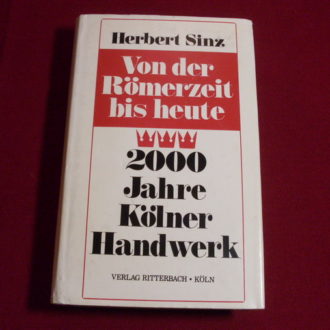 Herbert Sinz
Von der
Römerzeit
bis heute
2000
Jahre
Kölner
Handwerk
VERLAG RITTERBACH • KÖLN